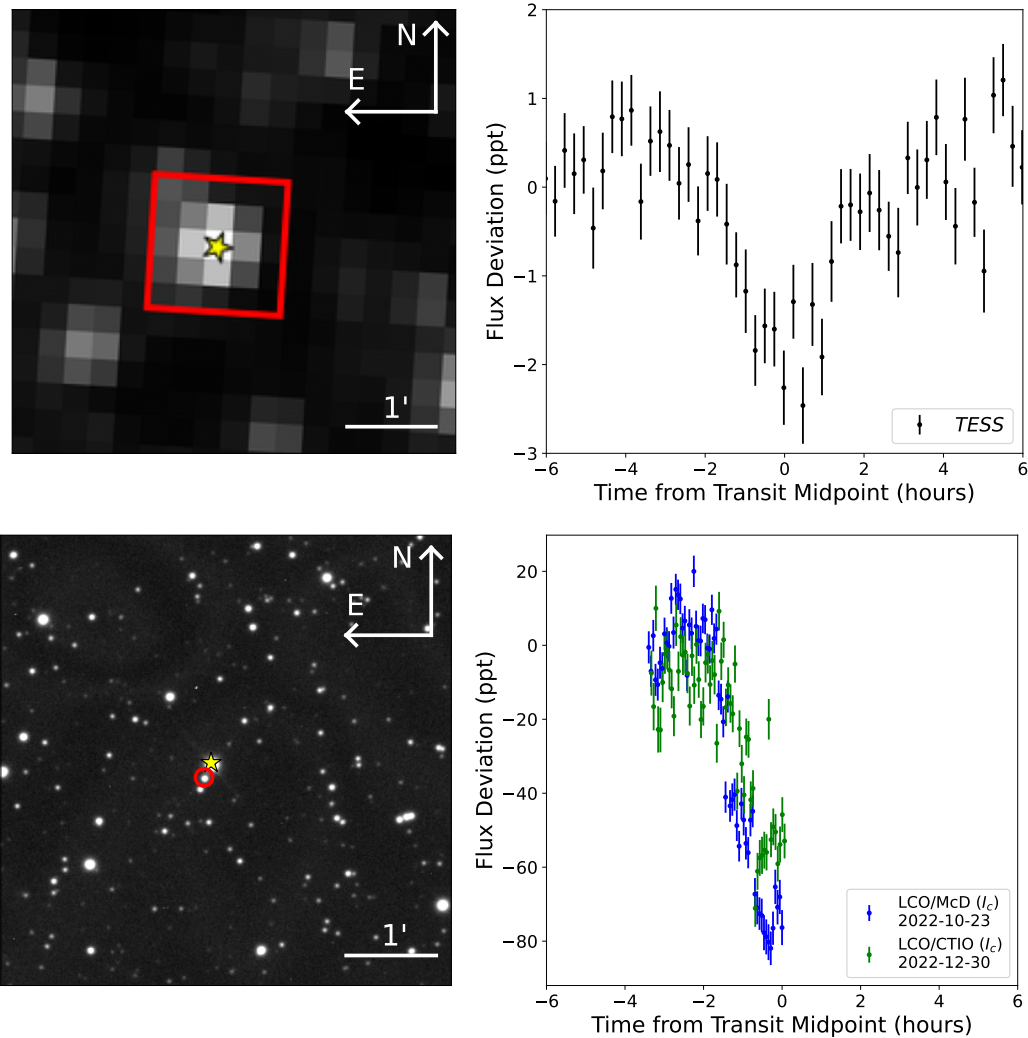 N
E
1'
2
1
0
−1
−2
−3
Flux Deviation (ppt)
TESS
−6 −4 −2 0 2 4 6
Time from Transit Midpoint (hours)
N
E
1'
20
0
−20
−40
−60
−80
Flux Deviation (ppt)
LCO/McD (Ic)
2022-10-23
LCO/CTIO (Ic)
2022-12-30
−6 −4 −2 0 2 4 6
Time from Transit Midpoint (hours)